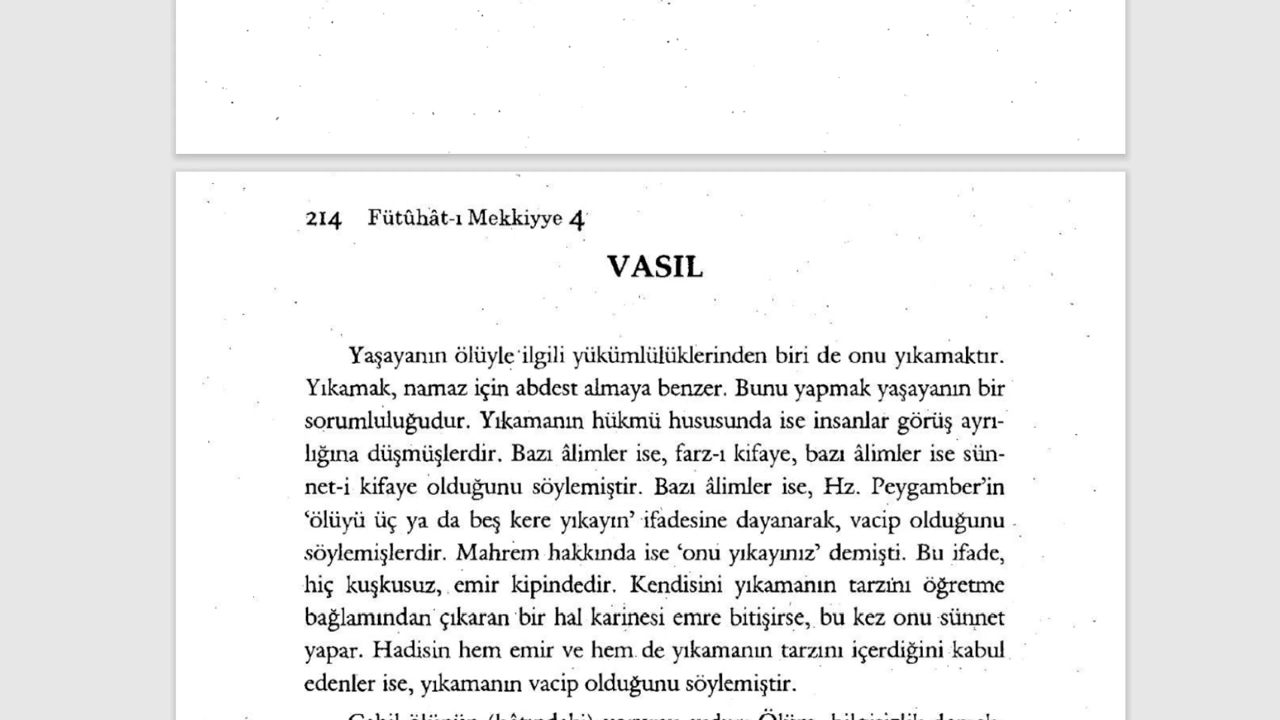 214 Fütûhât-ı Mekkiyye 4
VASIL
Yaşayanın ölüyle ilgili yükümlülüklerinden biri de onu yıkamaktır.
Yıkamak, namaz için abdest almaya benzer. Bunu yapmak yaşayanın bir
sorumluluğudur. Yıkamanın hükmü hususunda ise insanlar görüş ayrı-
lığına düşmüşlerdir. Bazı âlimler ise, farz-ı kifaye, bazı âlimler ise sün-
net-i kifaye olduğunu söylemiştir. Bazı âlimler ise, Hz. Peygamber’in
‘ölüyü üç ya da beş kere yıkayın’ ifadesine dayanarak, vacip olduğunu
söylemişlerdir. Mahrem hakkında ise ‘onu yıkayınız’ demişti. Bu ifade,
hiç kuşkusuz, emir kipindedir. Kendisini yıkamanın tarzını öğretme
bağlamından çıkaran bir hal karinesi emre bitişirse, bu kez onu sünnet
yapar. Hadisin hem emir ve hem de yıkamanın tarzını içerdiğini kabul
edenler ise, yıkamanın vacip olduğunu söylemiştir.